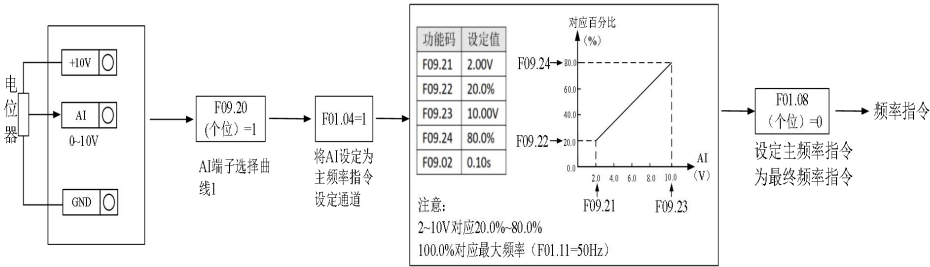 电位器
+10V
AI
0~10V
GND
F09.20
(个位)=1
AI端子选择曲
线1
F01.04=1
将AI设定为
主频率指令
设定通道
功能码 设定值
F09.21 2.00V
F09.22 20.0%
F09.23 10.00V
F09.24 80.0%
F09.02 0.10s
对应百分比
(%)
F09.24 80.0
60.0
40.0
F09.22 20.0
2.0 4.0 6.0 8.0 10.0
AI
(V)
F09.21 F09.23
注意:
2~10V对应20.0%~80.0%
100.0%对应最大频率(F01.11=50Hz)
F01.08
(个位)=0
设定主频率指令
为最终频率指令
频率指令